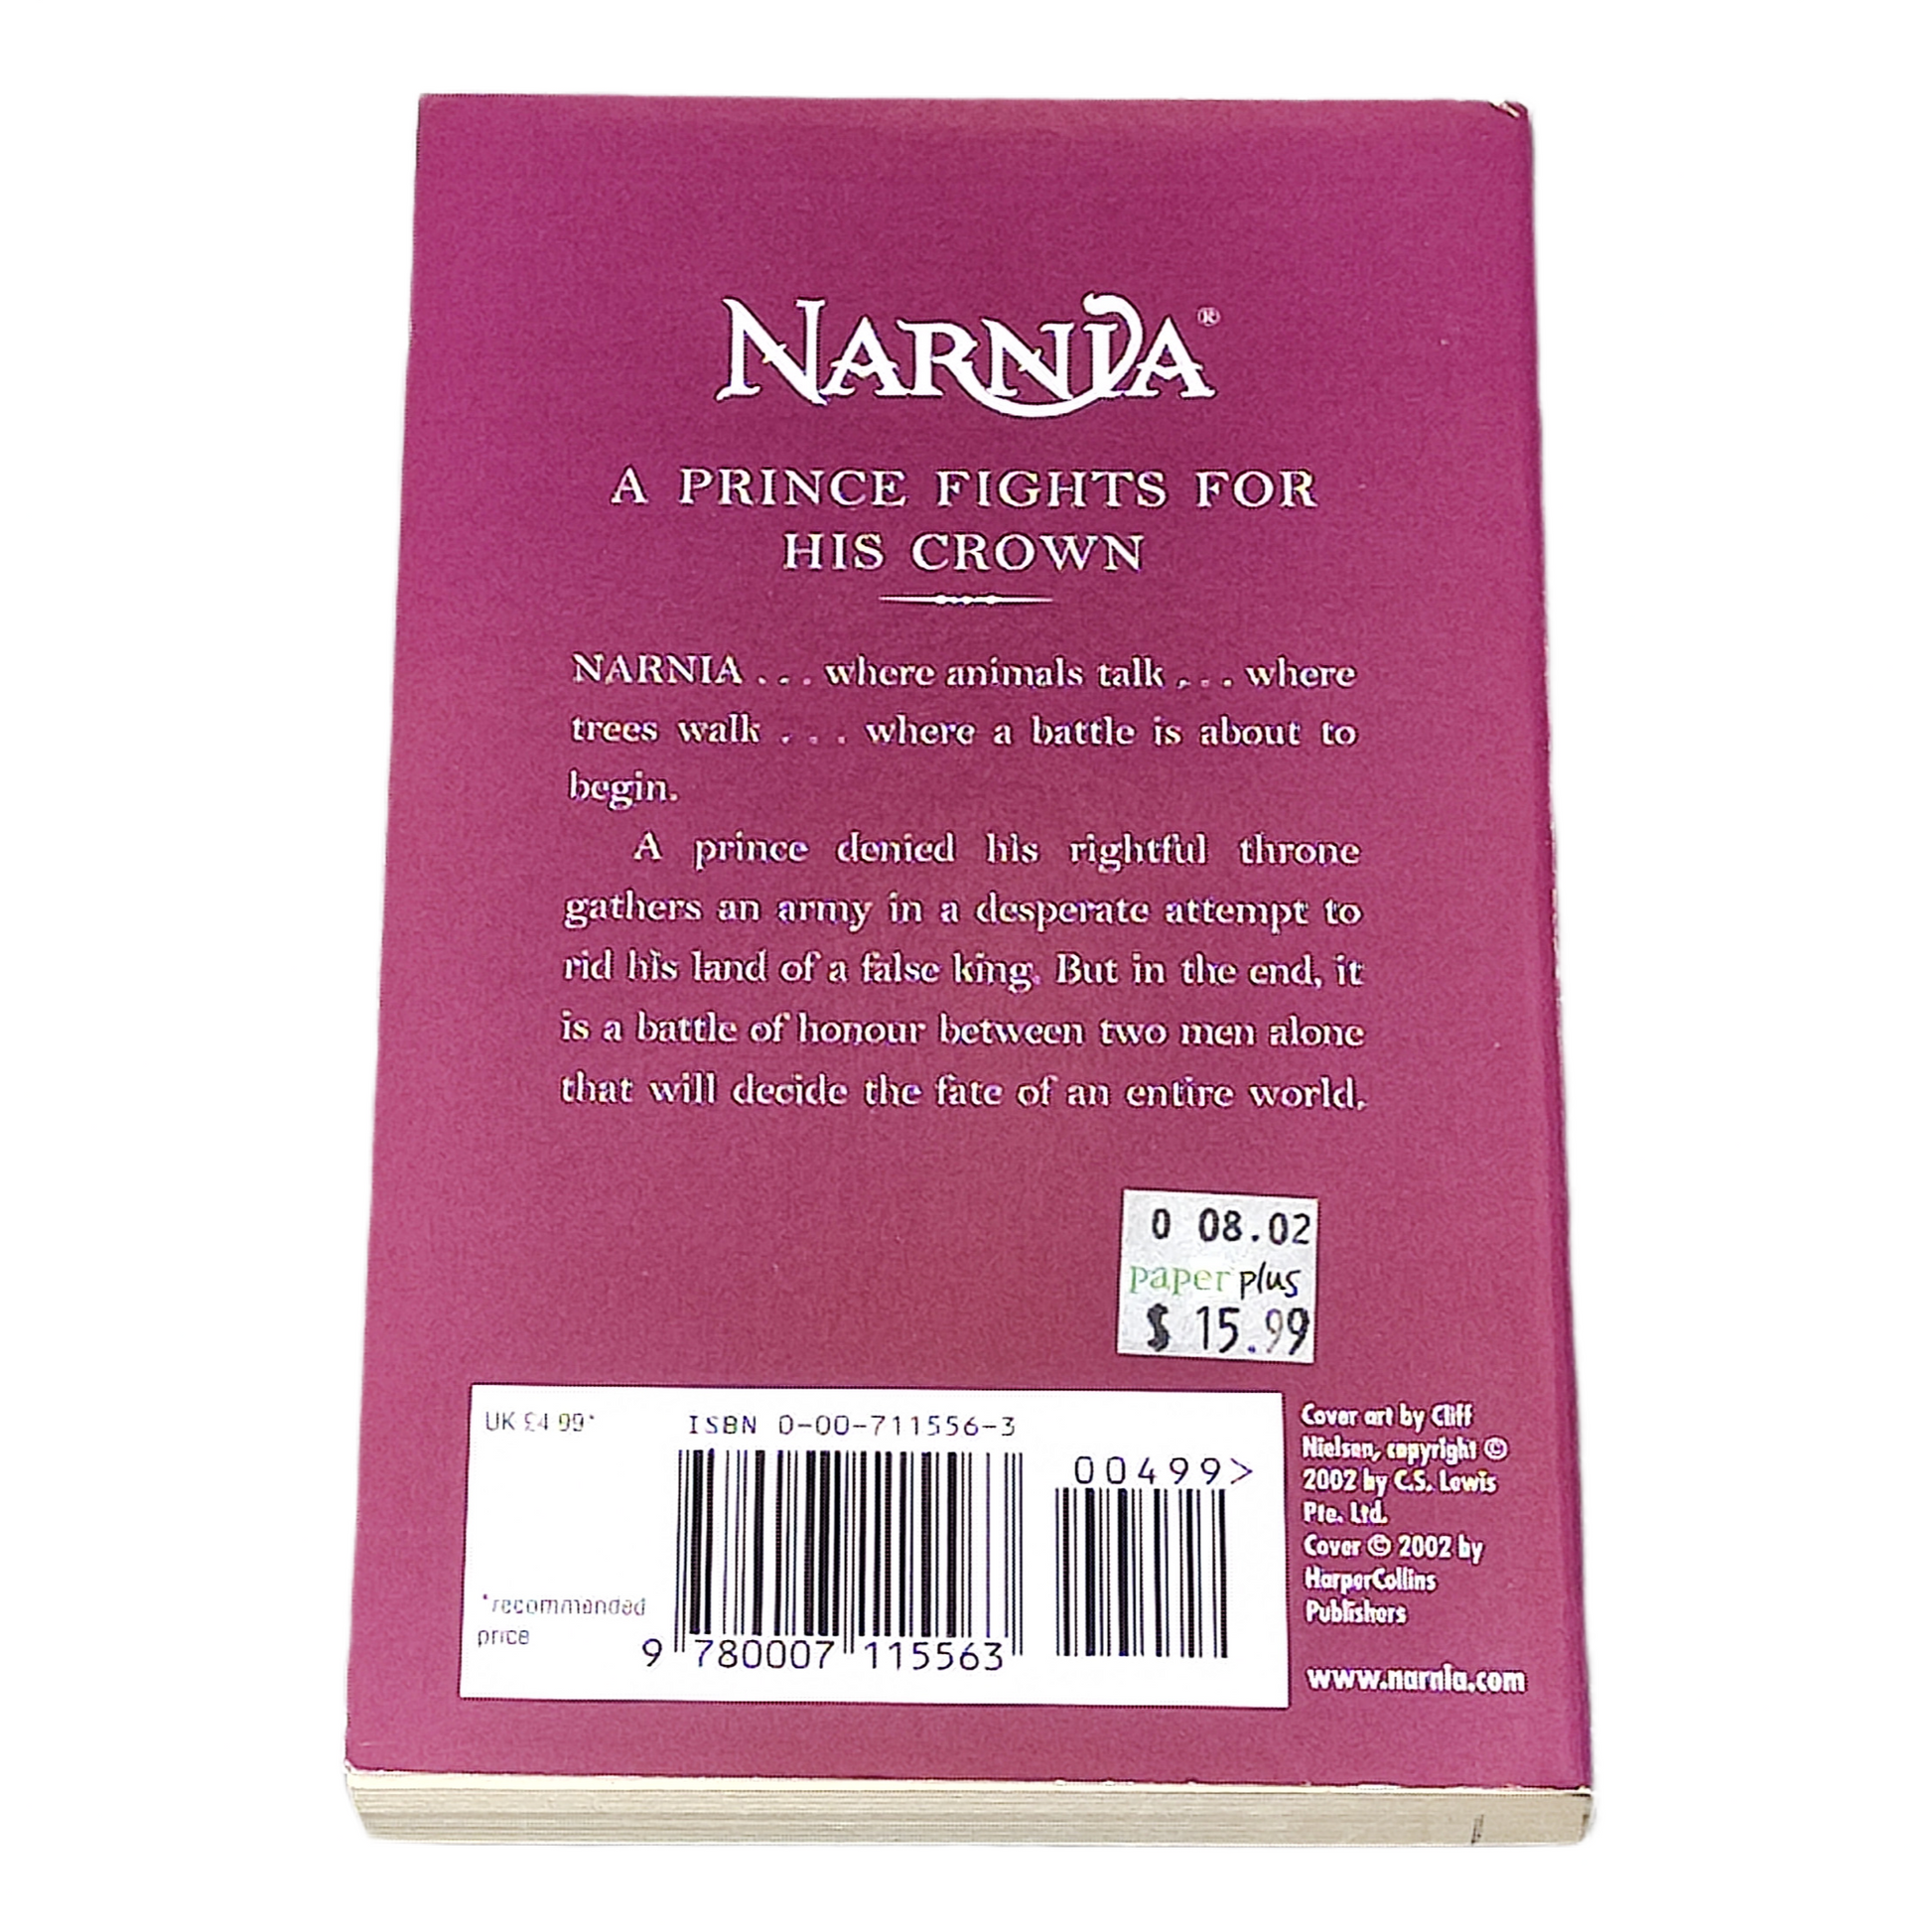 NARNIA®
A PRINCE FIGHTS FOR
HIS CROWN
NARNIA . . . where animals talk . . . where
trees walk . . . where a battle is about to
begin.
A prince denied his rightful throne
gathers an army in a desperate attempt to
rid his land of a false king. But in the end, it
is a battle of honour between two men alone
that will decide the fate of an entire world.
0 08.02
paper plus
$ 15.99
UK £4.99*
ISBN 0-00-711556-3
00499>
*recommended
price
9 780007 115563
Cover art by Cliff
Nielsen, copyright ©
2002 by C.S. Lewis
Pte. Ltd.
Cover © 2002 by
HarperCollins
Publishers
www.narnia.com